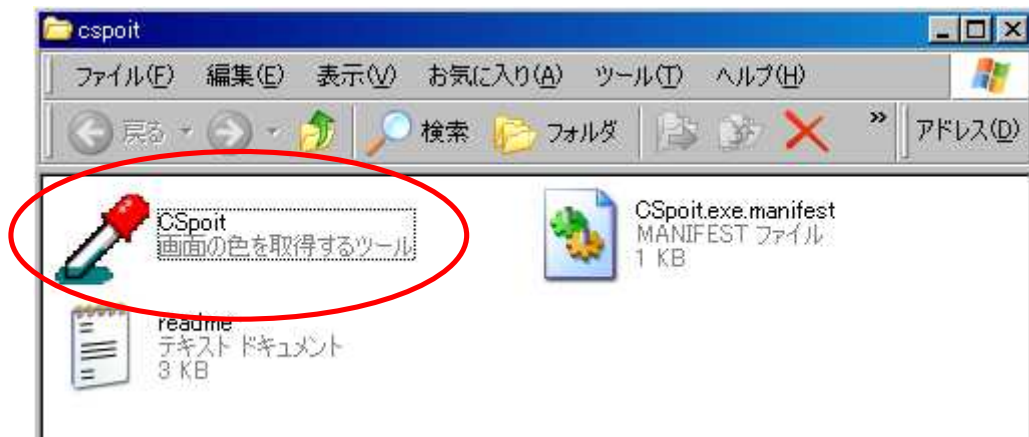 cspoit
ファイル(F) 編集(E) 表示(V) お気に入り(A) ツール(T) ヘルプ(H)
戻る 検索 フォルダ » アドレス(D)
CSpoit
画面の色を取得するツール
CSpoit.exe.manifest
MANIFEST ファイル
1 KB
readme
テキスト ドキュメント
3 KB